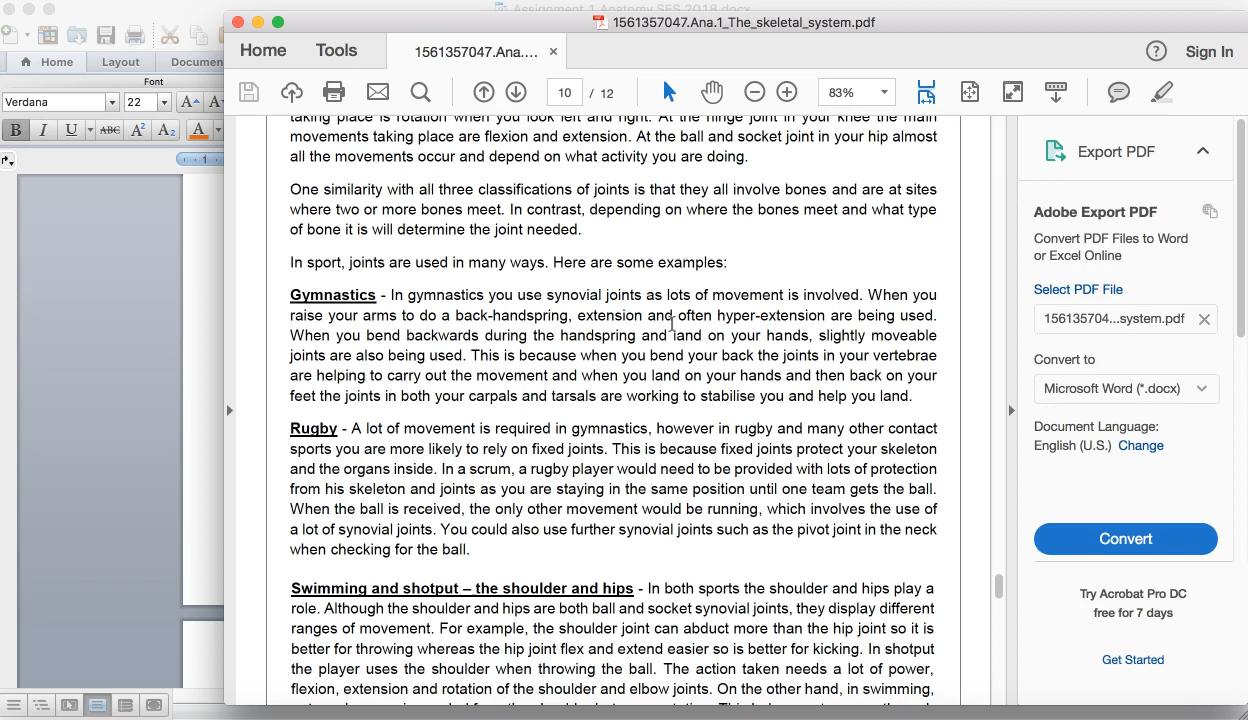 Assignment 1 Anatomy SES 2018.docx
1561357047.Ana.1_The_skeletal_system.pdf
Home
Tools
1561357047.Ana.... ×
Sign In
Home
Layout
Documen
Font
Verdana
22
10 / 12
83%
B I U ABC A2 A2 A
1
taking place is rotation when you look left and right. At the hinge joint in your knee the main
movements taking place are flexion and extension. At the ball and socket joint in your hip almost
all the movements occur and depend on what activity you are doing.
One similarity with all three classifications of joints is that they all involve bones and are at sites
where two or more bones meet. In contrast, depending on where the bones meet and what type
of bone it is will determine the joint needed.
In sport, joints are used in many ways. Here are some examples:
Gymnastics - In gymnastics you use synovial joints as lots of movement is involved. When you
raise your arms to do a back-handspring, extension and often hyper-extension are being used.
When you bend backwards during the handspring and land on your hands, slightly moveable
joints are also being used. This is because when you bend your back the joints in your vertebrae
are helping to carry out the movement and when you land on your hands and then back on your
feet the joints in both your carpals and tarsals are working to stabilise you and help you land.
Rugby - A lot of movement is required in gymnastics, however in rugby and many other contact
sports you are more likely to rely on fixed joints. This is because fixed joints protect your skeleton
and the organs inside. In a scrum, a rugby player would need to be provided with lots of protection
from his skeleton and joints as you are staying in the same position until one team gets the ball.
When the ball is received, the only other movement would be running, which involves the use of
a lot of synovial joints. You could also use further synovial joints such as the pivot joint in the neck
when checking for the ball.
Swimming and shotput – the shoulder and hips - In both sports the shoulder and hips play a
role. Although the shoulder and hips are both ball and socket synovial joints, they display different
ranges of movement. For example, the shoulder joint can abduct more than the hip joint so it is
better for throwing whereas the hip joint flex and extend easier so is better for kicking. In shotput
the player uses the shoulder when throwing the ball. The action taken needs a lot of power,
flexion, extension and rotation of the shoulder and elbow joints. On the other hand, in swimming,
Export PDF
Adobe Export PDF
Convert PDF Files to Word
or Excel Online
Select PDF File
156135704...system.pdf
Convert to
Microsoft Word (*.docx)
Document Language:
English (U.S.) Change
Convert
Try Acrobat Pro DC
free for 7 days
Get Started